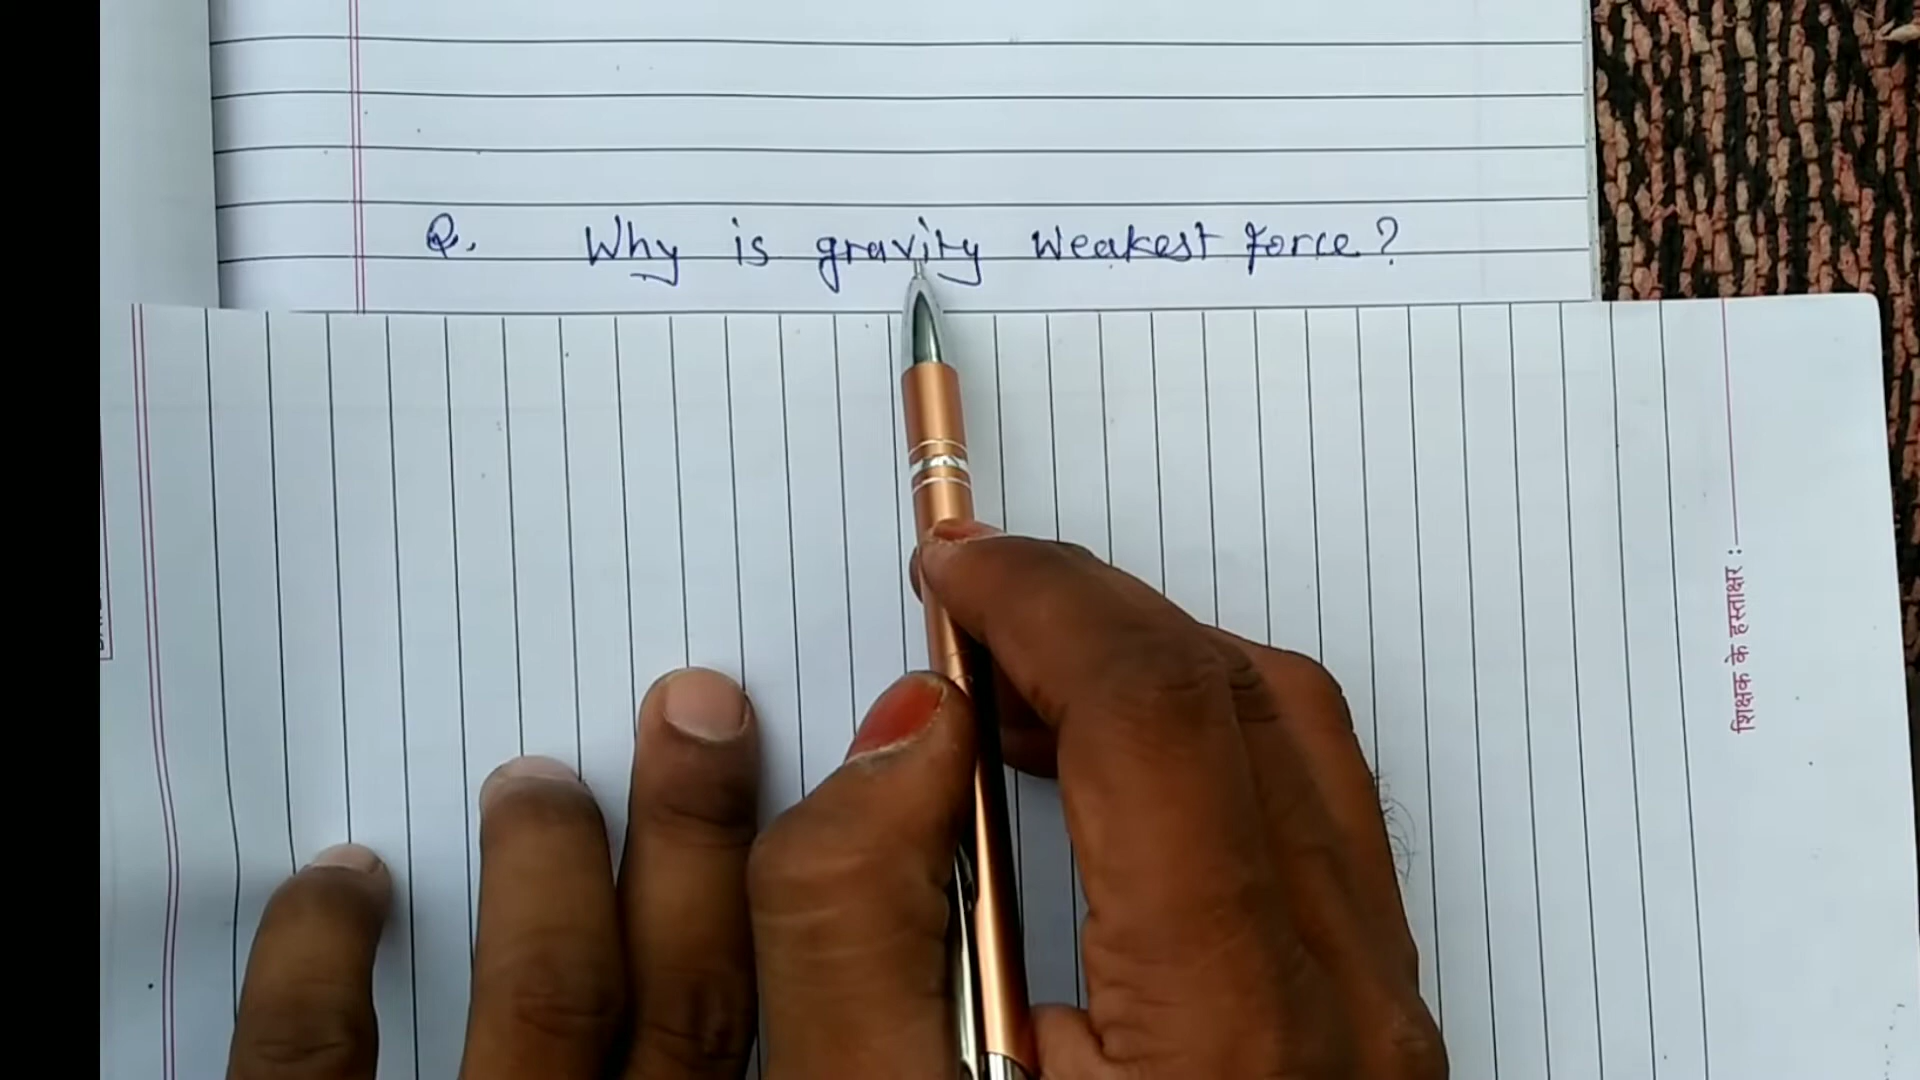 Q. Why is gravity weakest force?
शिक्षक के हस्ताक्षर :